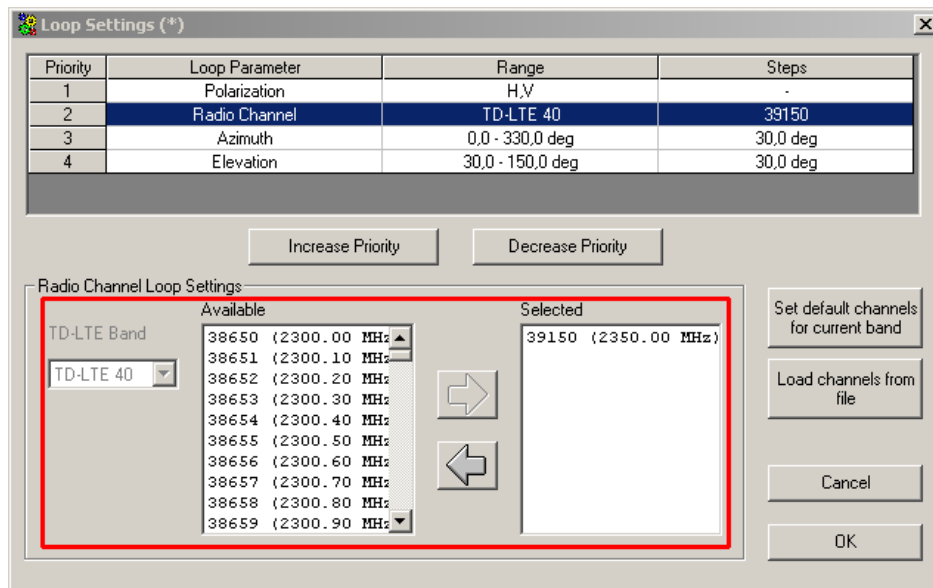 Loop Settings (*)
Priority Loop Parameter Range Steps
1 Polarization H,V -
2 Radio Channel TD-LTE 40 39150
3 Azimuth 0,0 - 330,0 deg 30,0 deg
4 Elevation 30,0 - 150,0 deg 30,0 deg
Increase Priority Decrease Priority
Radio Channel Loop Settings
TD-LTE Band
TD-LTE 40
Available
38650 (2300.00 MHz
38651 (2300.10 MHz
38652 (2300.20 MHz
38653 (2300.30 MHz
38654 (2300.40 MHz
38655 (2300.50 MHz
38656 (2300.60 MHz
38657 (2300.70 MHz
38658 (2300.80 MHz
38659 (2300.90 MHz
Selected
39150 (2350.00 MHz)
Set default channels
for current band
Load channels from
file
Cancel
OK